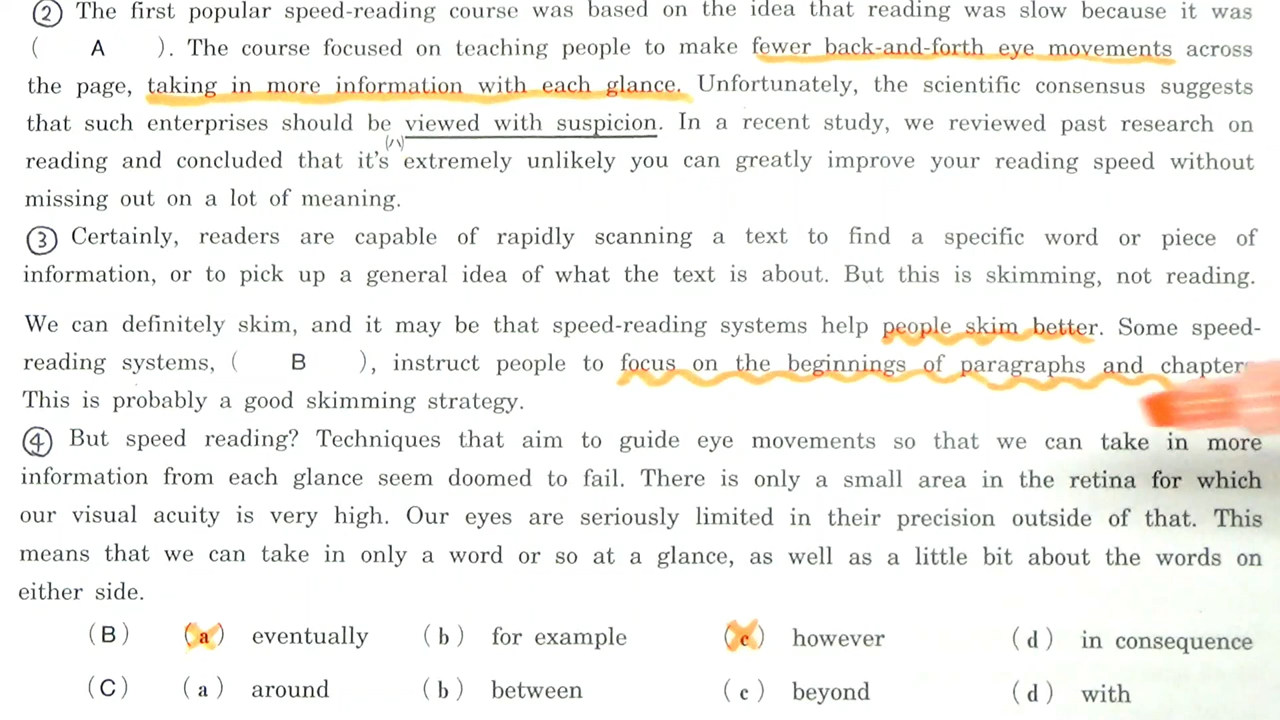 ② The first popular speed-reading course was based on the idea that reading was slow because it was
( A ). The course focused on teaching people to make fewer back-and-forth eye movements across
the page, taking in more information with each glance. Unfortunately, the scientific consensus suggests
that such enterprises should be viewed with suspicion. In a recent study, we reviewed past research on
(ハ)
reading and concluded that it's extremely unlikely you can greatly improve your reading speed without
missing out on a lot of meaning.
③ Certainly, readers are capable of rapidly scanning a text to find a specific word or piece of
information, or to pick up a general idea of what the text is about. But this is skimming, not reading.
We can definitely skim, and it may be that speed-reading systems help people skim better. Some speed-
reading systems, ( B ), instruct people to focus on the beginnings of paragraphs and chapter
This is probably a good skimming strategy.
④ But speed reading? Techniques that aim to guide eye movements so that we can take in more
information from each glance seem doomed to fail. There is only a small area in the retina for which
our visual acuity is very high. Our eyes are seriously limited in their precision outside of that. This
means that we can take in only a word or so at a glance, as well as a little bit about the words on
either side.
(B) (a) eventually (b) for example (c) however (d) in consequence
(C) (a) around (b) between (c) beyond (d) with